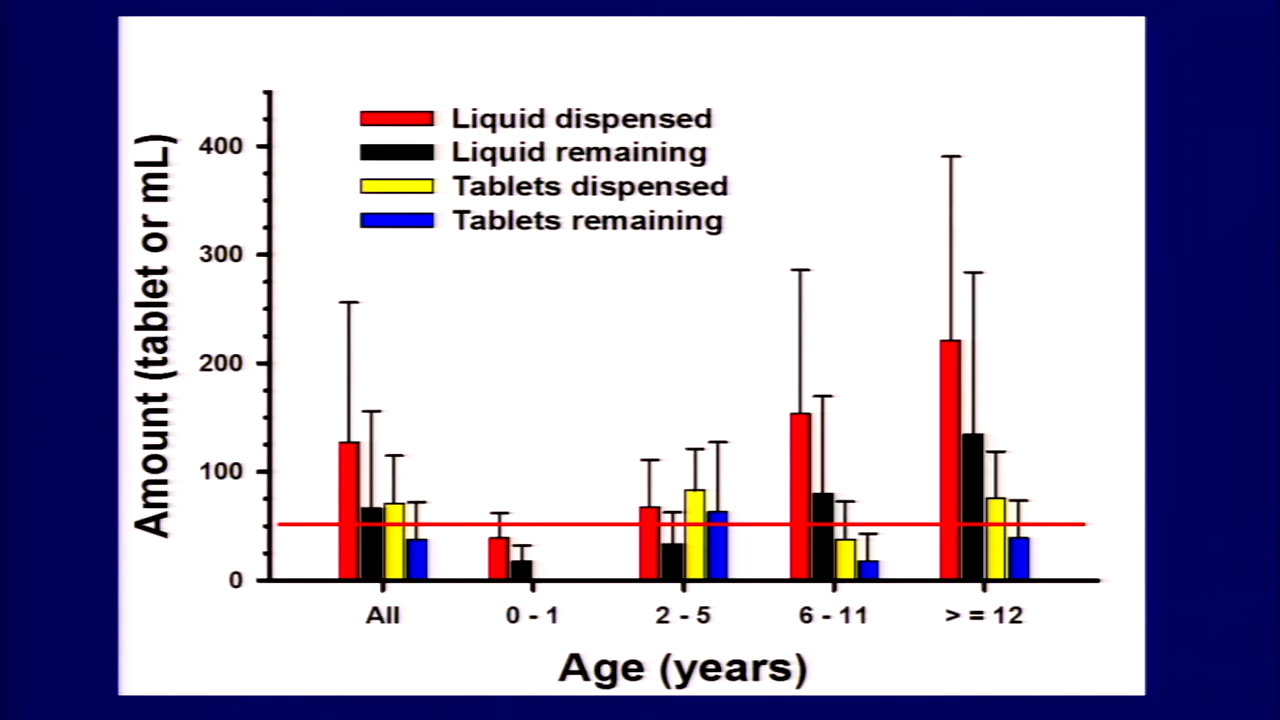 Liquid dispensed
Liquid remaining
Tablets dispensed
Tablets remaining
Amount (tablet or mL)
400
300
200
100
0
All
0 - 1
2 - 5
6 - 11
> = 12
Age (years)